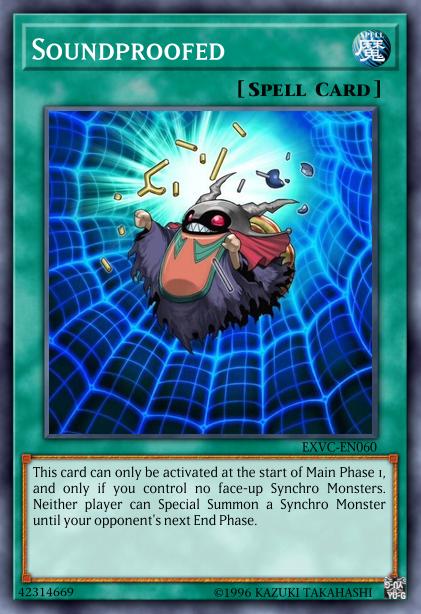 Soundproofed
SPELL
魔
[ Spell Card ]
EXVC-EN060
This card can only be activated at the start of Main Phase 1,
and only if you control no face-up Synchro Monsters.
Neither player can Special Summon a Synchro Monster
until your opponent's next End Phase.
42314669
©1996 KAZUKI TAKAHASHI